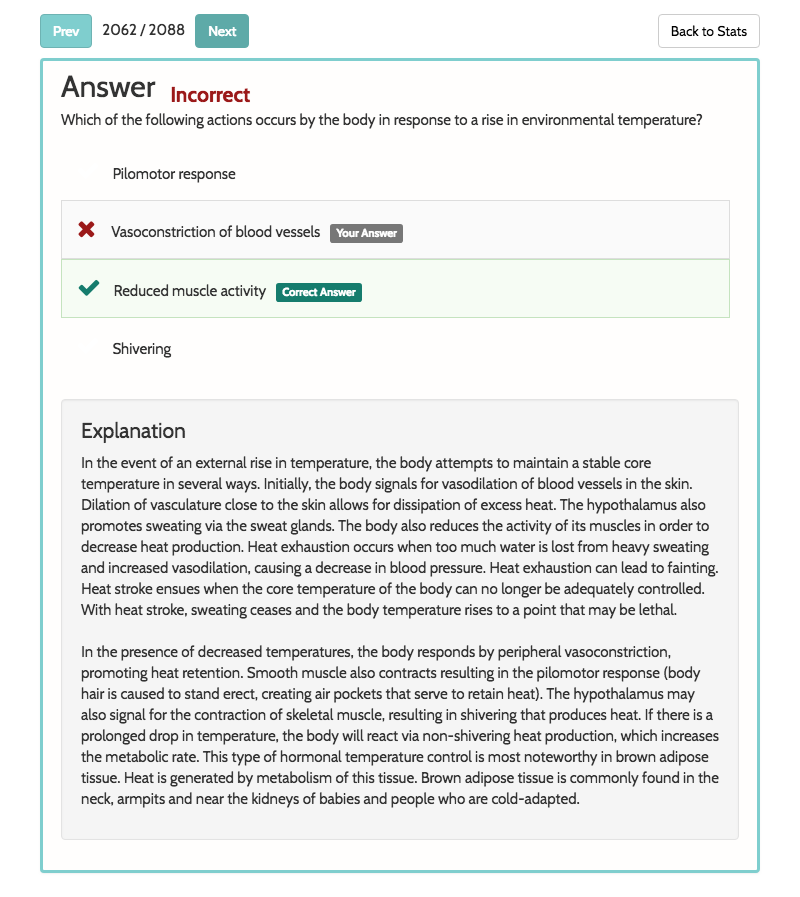 Prev 2062 / 2088 Next Back to Stats
Answer Incorrect
Which of the following actions occurs by the body in response to a rise in environmental temperature?
Pilomotor response
Vasoconstriction of blood vessels Your Answer
Reduced muscle activity Correct Answer
Shivering
Explanation
In the event of an external rise in temperature, the body attempts to maintain a stable core
temperature in several ways. Initially, the body signals for vasodilation of blood vessels in the skin.
Dilation of vasculature close to the skin allows for dissipation of excess heat. The hypothalamus also
promotes sweating via the sweat glands. The body also reduces the activity of its muscles in order to
decrease heat production. Heat exhaustion occurs when too much water is lost from heavy sweating
and increased vasodilation, causing a decrease in blood pressure. Heat exhaustion can lead to fainting.
Heat stroke ensues when the core temperature of the body can no longer be adequately controlled.
With heat stroke, sweating ceases and the body temperature rises to a point that may be lethal.
In the presence of decreased temperatures, the body responds by peripheral vasoconstriction,
promoting heat retention. Smooth muscle also contracts resulting in the pilomotor response (body
hair is caused to stand erect, creating air pockets that serve to retain heat). The hypothalamus may
also signal for the contraction of skeletal muscle, resulting in shivering that produces heat. If there is a
prolonged drop in temperature, the body will react via non-shivering heat production, which increases
the metabolic rate. This type of hormonal temperature control is most noteworthy in brown adipose
tissue. Heat is generated by metabolism of this tissue. Brown adipose tissue is commonly found in the
neck, armpits and near the kidneys of babies and people who are cold-adapted.